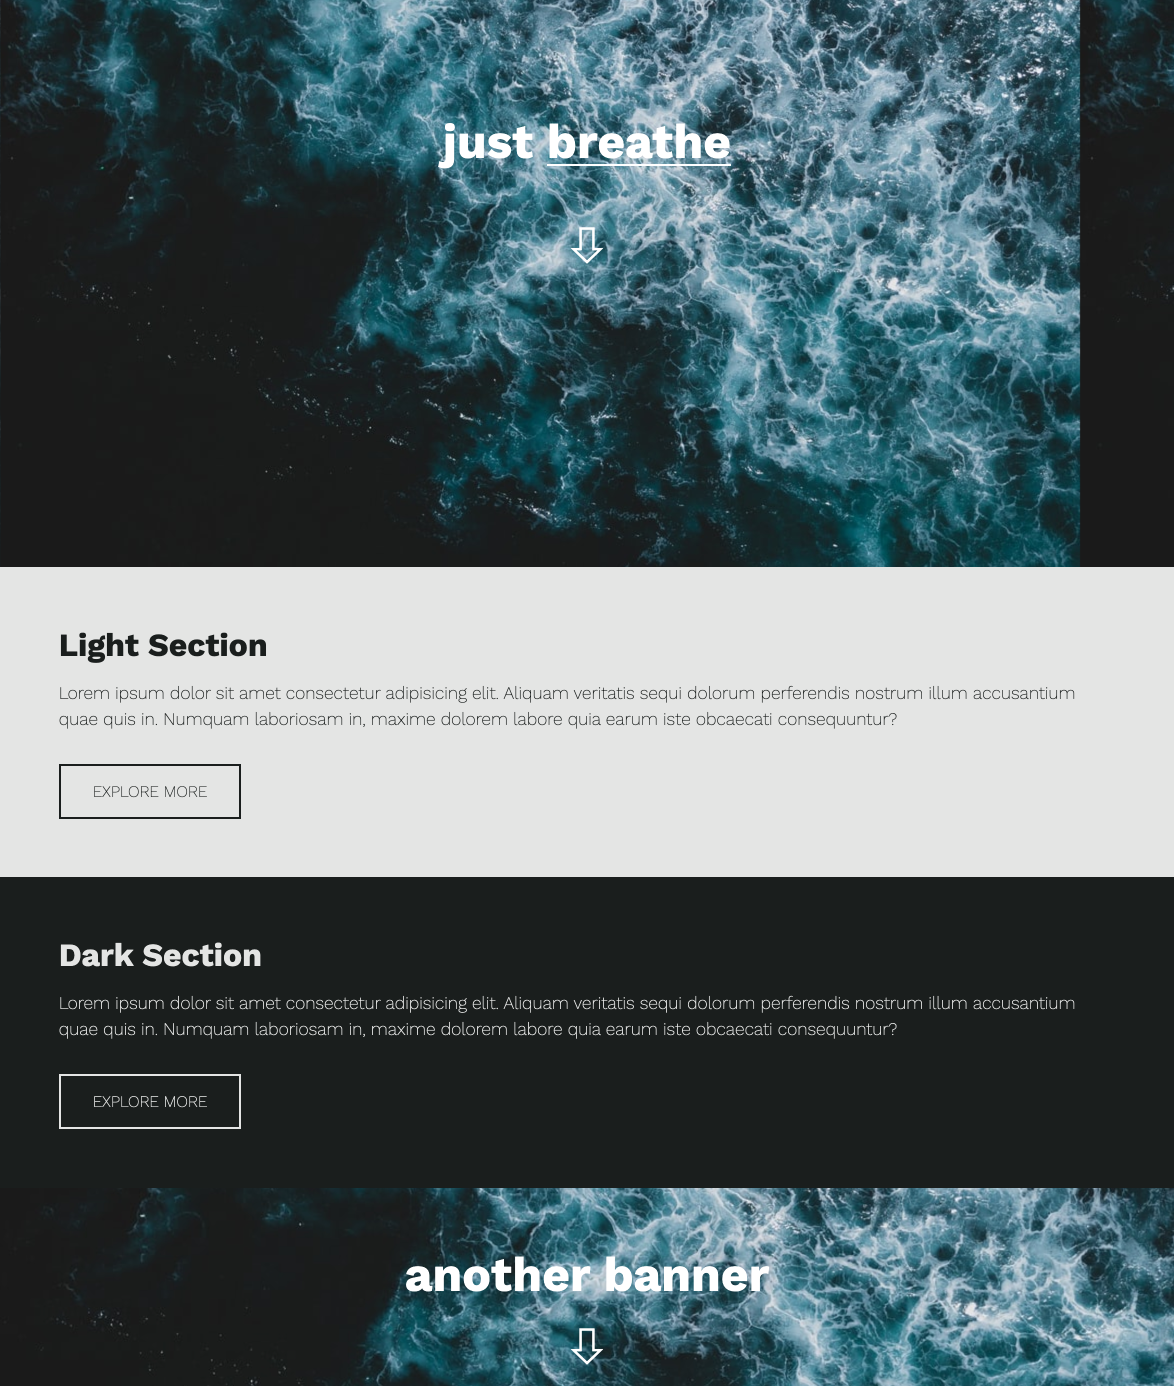 just breathe
Light Section
Lorem ipsum dolor sit amet consectetur adipisicing elit. Aliquam veritatis sequi dolorum perferendis nostrum illum accusantium
quae quis in. Numquam laboriosam in, maxime dolorem labore quia earum iste obcaecati consequuntur?
EXPLORE MORE
Dark Section
Lorem ipsum dolor sit amet consectetur adipisicing elit. Aliquam veritatis sequi dolorum perferendis nostrum illum accusantium
quae quis in. Numquam laboriosam in, maxime dolorem labore quia earum iste obcaecati consequuntur?
EXPLORE MORE
another banner